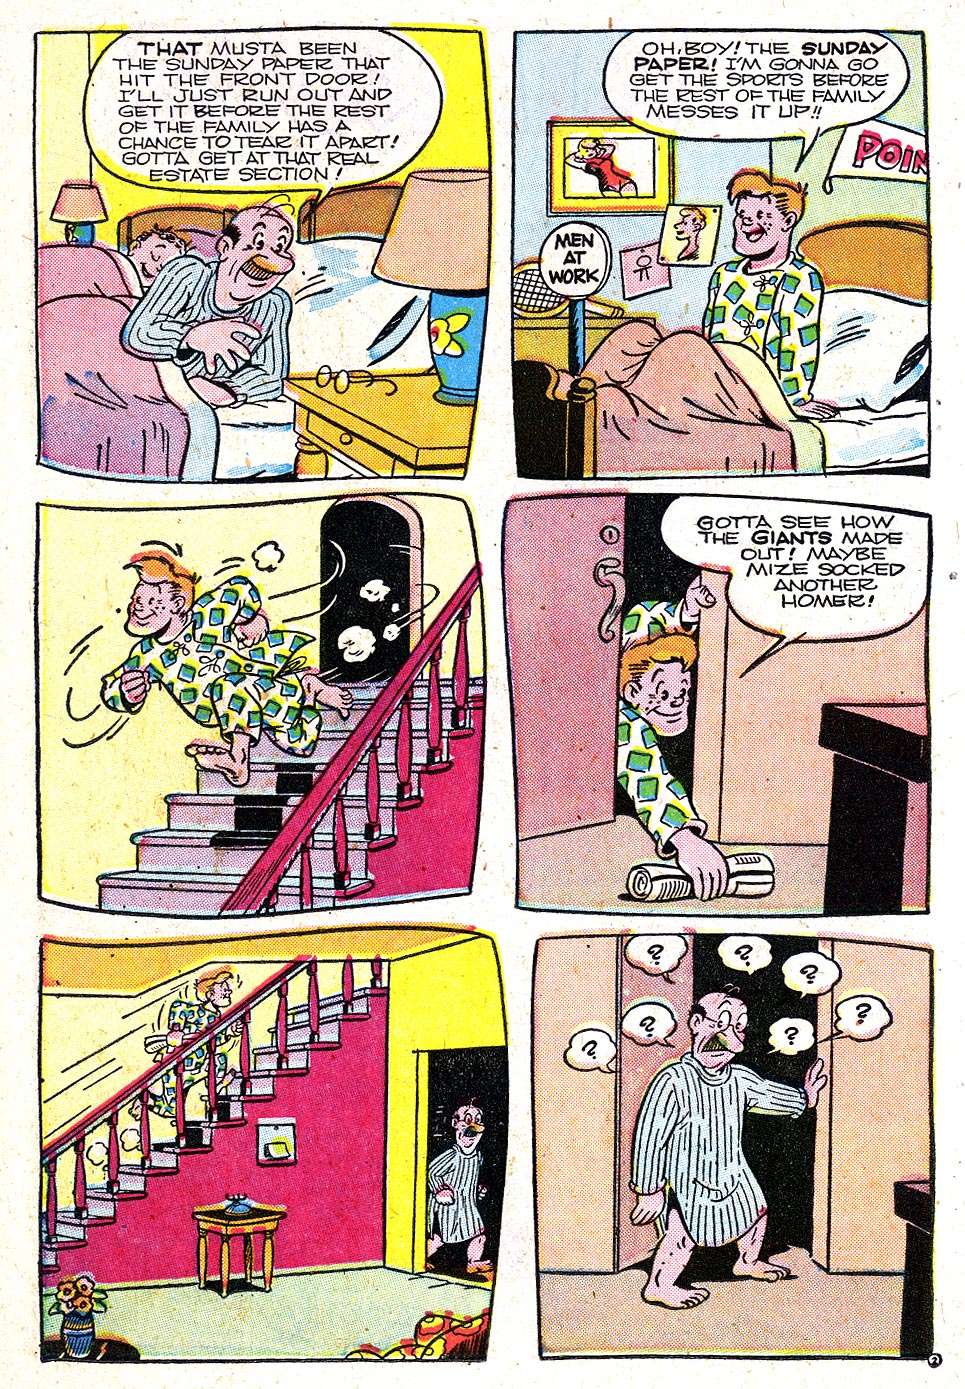 THAT MUSTA BEEN
THE SUNDAY PAPER THAT
HIT THE FRONT DOOR!
I'LL JUST RUN OUT AND
GET IT BEFORE THE REST
OF THE FAMILY HAS A
CHANCE TO TEAR IT APART!
GOTTA GET AT THAT REAL
ESTATE SECTION!
OH, BOY! THE SUNDAY
PAPER! I'M GONNA GO
GET THE SPORTS BEFORE
THE REST OF THE FAMILY
MESSES IT UP!!
POIN
MEN
AT
WORK
GOTTA SEE HOW
THE GIANTS MADE
OUT! MAYBE
MIZE SOCKED
ANOTHER
HOMER!
?
?
?
?
?
?
?
?
2